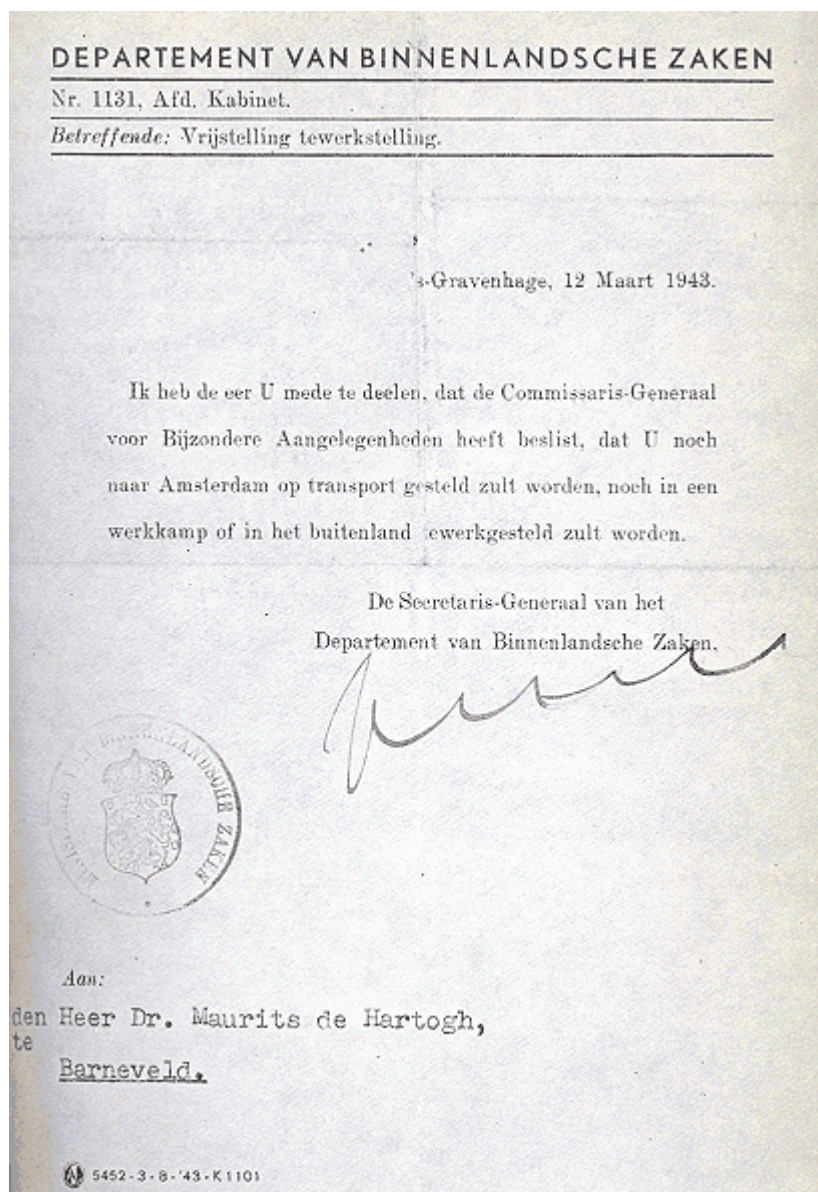 DEPARTEMENT VAN BINNENLANDSCHE ZAKEN
Nr. 1131, Afd. Kabinet.
Betreffende: Vrijstelling tewerkstelling.
's-Gravenhage, 12 Maart 1943.
Ik heb de eer U mede te deelen, dat de Commissaris-Generaal
voor Bijzondere Aangelegenheden heeft beslist, dat U noch
naar Amsterdam op transport gesteld zult worden, noch in een
werkkamp of in het buitenland tewerkgesteld zult worden.
De Secretaris-Generaal van het
Departement van Binnenlandsche Zaken,
BINNENLANDSCHE ZAKEN
Aan:
den Heer Dr. Maurits de Hartogh,
te
Barneveld.
5452-3-8-'43-K1101